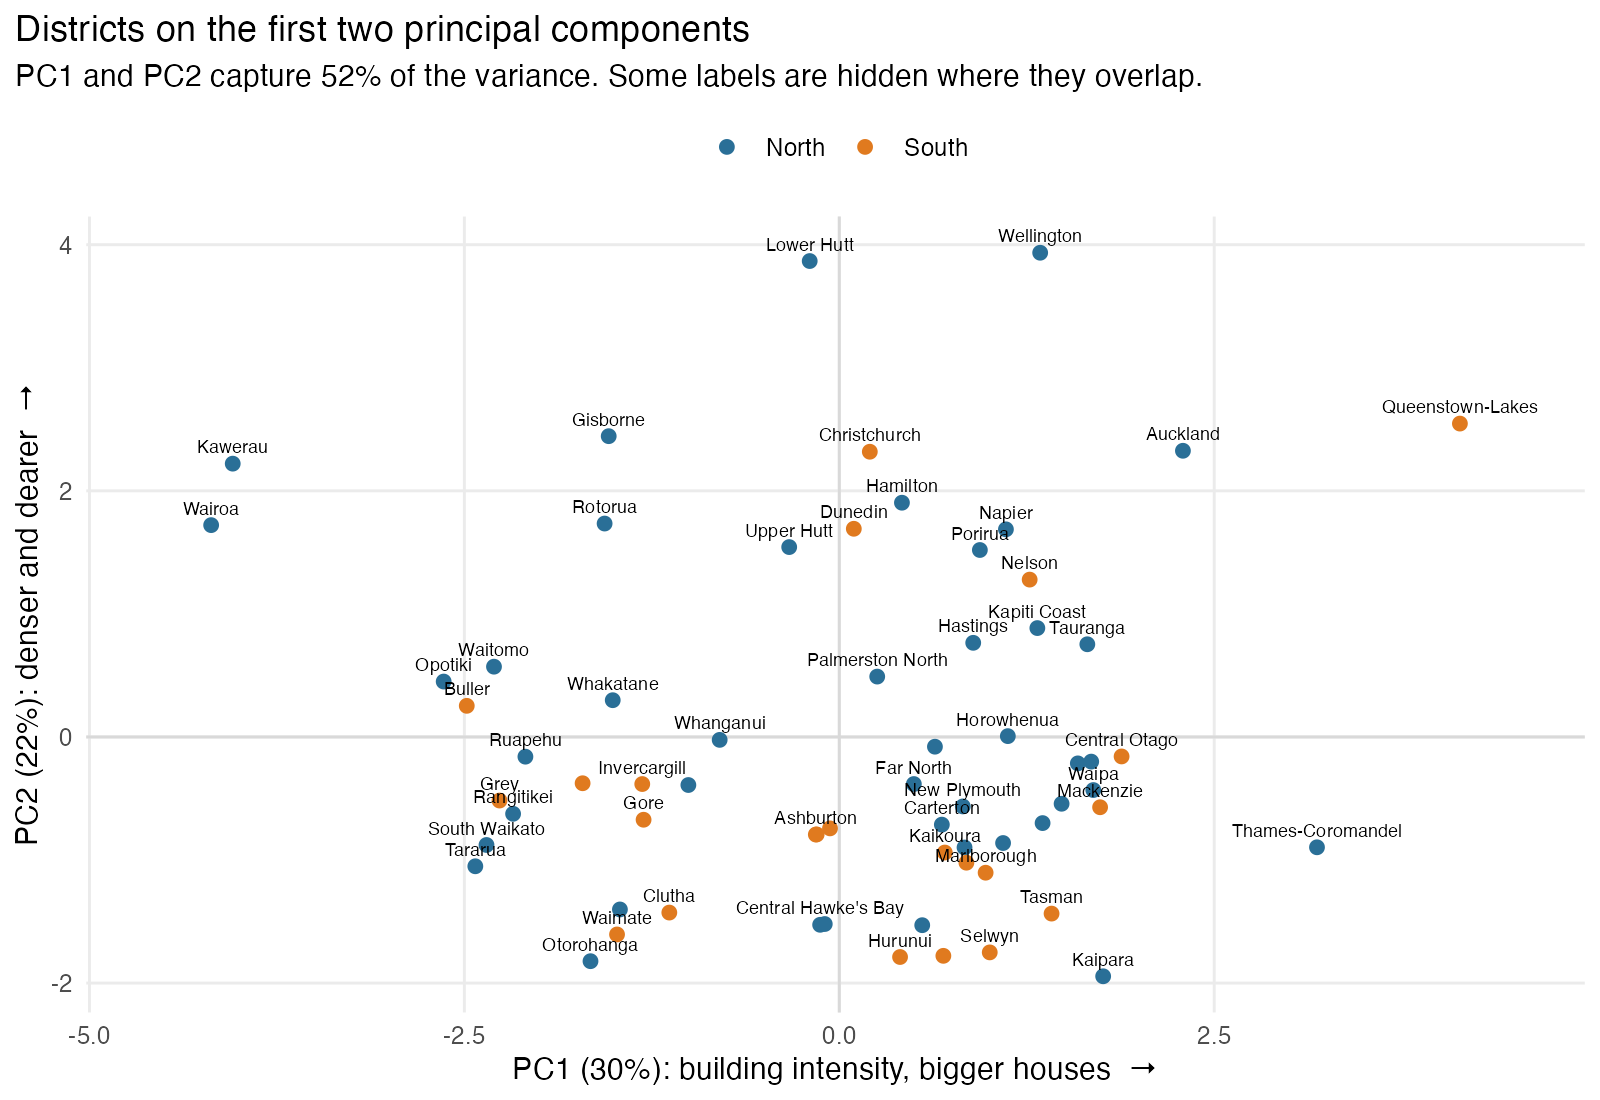 Districts on the first two principal components
PC1 and PC2 capture 52% of the variance. Some labels are hidden where they overlap.
North
South
PC2 (22%): denser and dearer →
4
2
0
-2
Wellington
Lower Hutt
Queenstown-Lakes
Gisborne
Christchurch
Auckland
Kawerau
Hamilton
Wairoa
Rotorua
Dunedin
Napier
Upper Hutt
Porirua
Nelson
Kapiti Coast
Hastings
Tauranga
Waitomo
Opotiki
Palmerston North
Buller
Whakatane
Whanganui
Horowhenua
Ruapehu
Central Otago
Invercargill
Far North
Waipa
Grey
New Plymouth
Mackenzie
Rangitikei
Gore
Carterton
Ashburton
South Waikato
Kaikoura
Thames-Coromandel
Tararua
Marlborough
Clutha
Tasman
Waimate
Central Hawke's Bay
Otorohanga
Hurunui
Selwyn
Kaipara
-5.0
-2.5
0.0
2.5
PC1 (30%): building intensity, bigger houses →